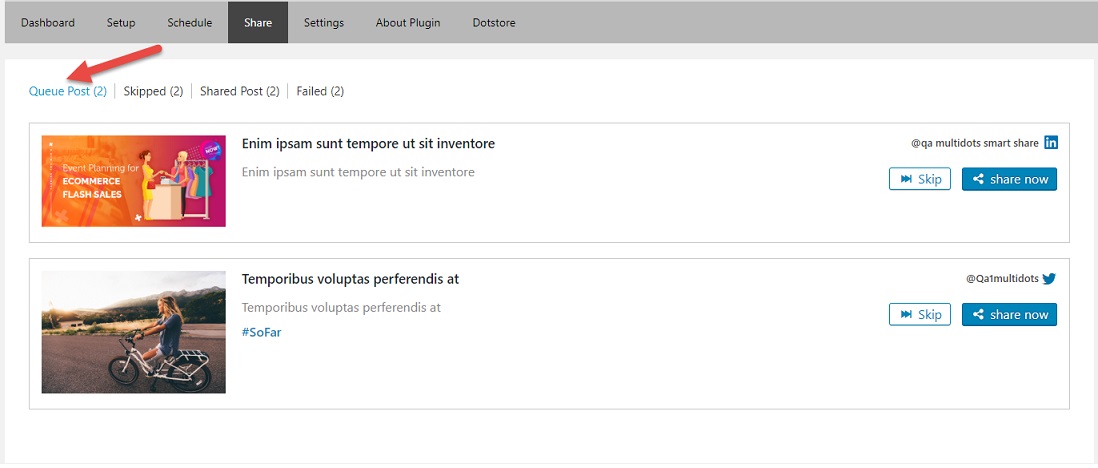 Dashboard Setup Schedule Share Settings About Plugin Dotstore
Queue Post (2) Skipped (2) Shared Post (2) Failed (2)
Event Planning for
ECOMMERCE
FLASH SALES
NOW
Enim ipsam sunt tempore ut sit inventore
Enim ipsam sunt tempore ut sit inventore
@qa multidots smart share in
Skip share now
Temporibus voluptas perferendis at
Temporibus voluptas perferendis at
#SoFar
@Qa1multidots
Skip share now